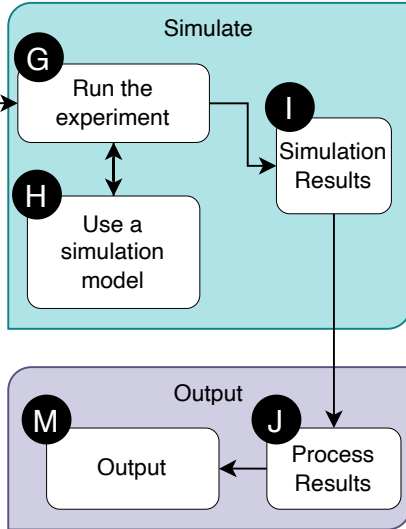 Simulate
G
Run the
experiment
I
Simulation
Results
H
Use a
simulation
model
Output
M
Output
J
Process
Results